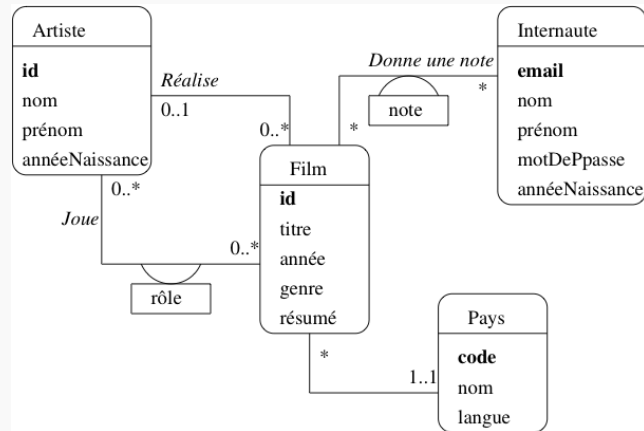 Artiste
id
nom
prénom
annéeNaissance
Réalise
0..1
0..*
Donne une note
*
*
note
Internaute
email
nom
prénom
motDePpasse
annéeNaissance
0..*
Joue
0..*
rôle
Film
id
titre
année
genre
résumé
*
1..1
Pays
code
nom
langue